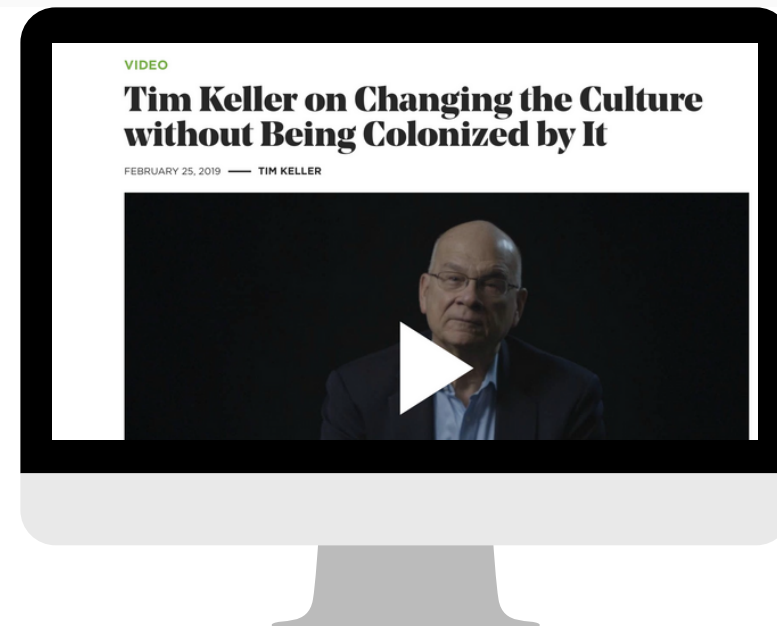 VIDEO
Tim Keller on Changing the Culture
without Being Colonized by It
FEBRUARY 25, 2019 — TIM KELLER